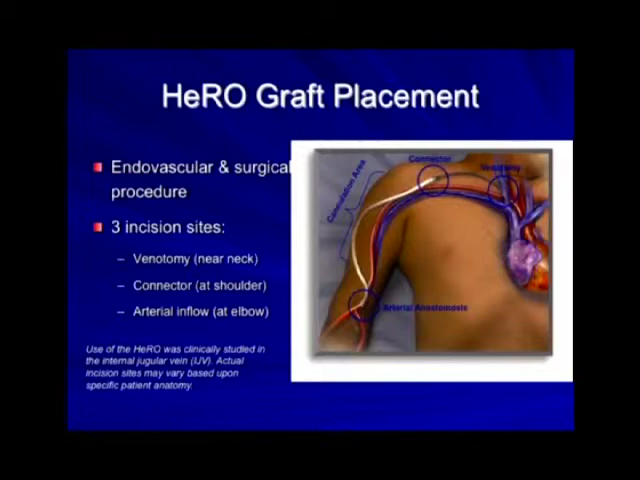 HeRO Graft Placement
Endovascular & surgical
procedure
3 incision sites:
– Venotomy (near neck)
– Connector (at shoulder)
– Arterial inflow (at elbow)
Use of the HeRO was clinically studied in
the internal jugular vein (IJV). Actual
incision sites may vary based upon
specific patient anatomy.
Connector
Venotomy
Cannulation Area
Arterial Anastomosis